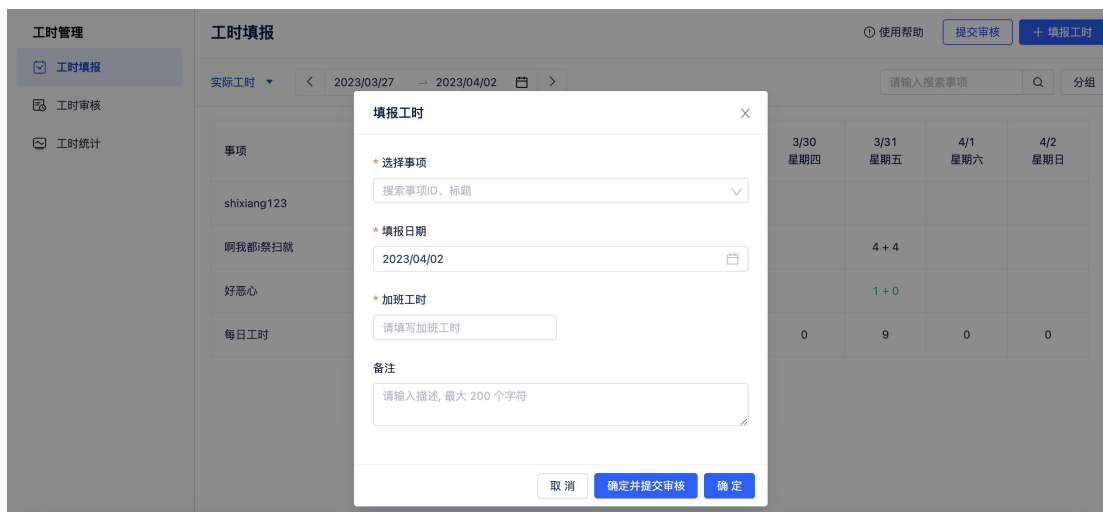 工时管理
工时填报
工时审核
工时统计
工时填报
使用帮助
提交审核
+ 填报工时
实际工时
2023/03/27 → 2023/04/02
请输入搜索事项
分组
事项
3/30
星期四
3/31
星期五
4/1
星期六
4/2
星期日
shixiang123
啊我都i祭扫就
4 + 4
好恶心
1 + 0
每日工时
0
9
0
0
填报工时
* 选择事项
搜索事项ID、标题
* 填报日期
2023/04/02
* 加班工时
请填写加班工时
备注
请输入描述, 最大 200 个字符
取 消
确定并提交审核
确 定